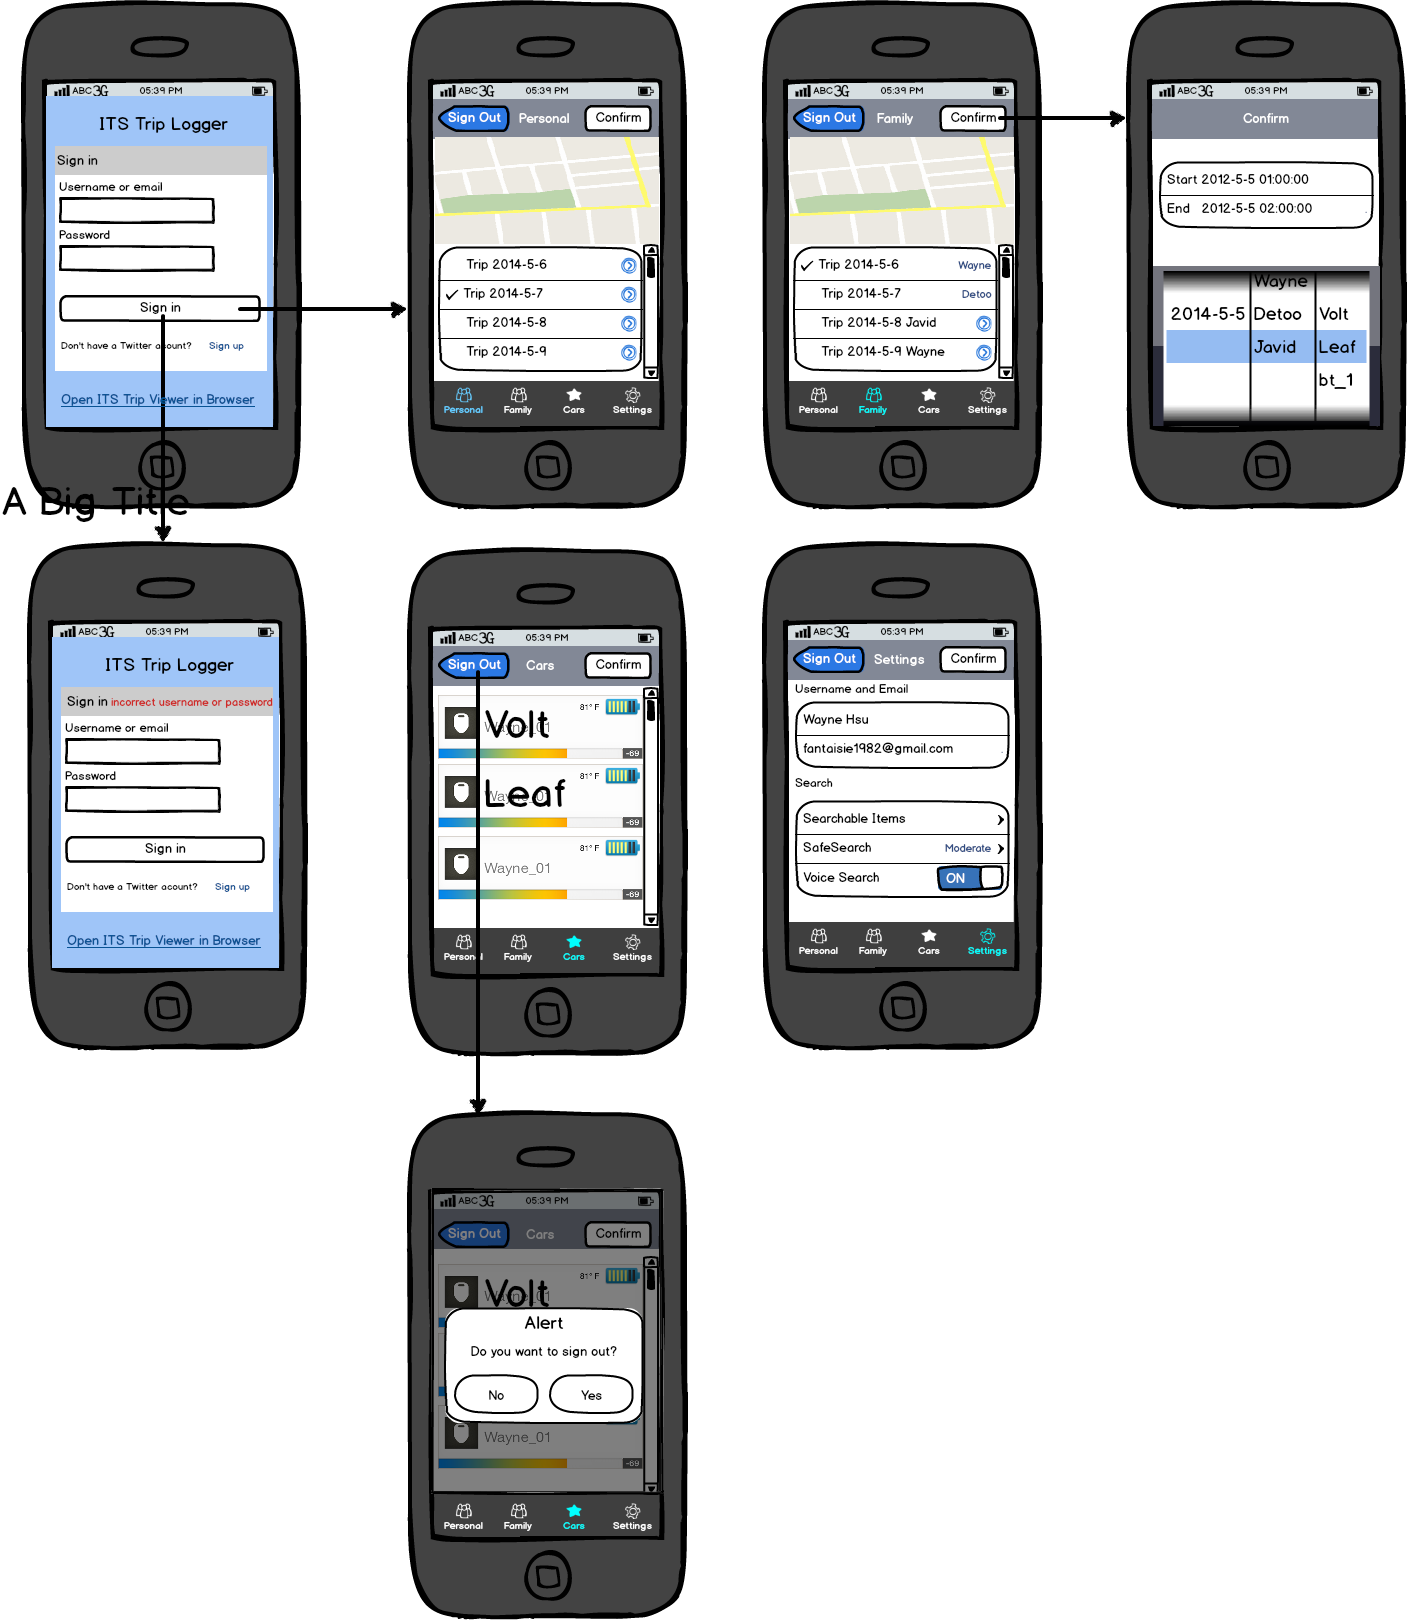 ABC 3G 05:39 PM
ITS Trip Logger
Sign in
Username or email
Password
Sign in
Don't have a Twitter acount? Sign up
Open ITS Trip Viewer in Browser
ABC 3G 05:39 PM
Sign Out Personal Confirm
Trip 2014-5-6
Trip 2014-5-7
Trip 2014-5-8
Trip 2014-5-9
Personal Family Cars Settings
ABC 3G 05:39 PM
Sign Out Family Confirm
Trip 2014-5-6 Wayne
Trip 2014-5-7 Detoo
Trip 2014-5-8 Javid
Trip 2014-5-9 Wayne
Personal Family Cars Settings
ABC 3G 05:39 PM
Confirm
Start 2012-5-5 01:00:00
End 2012-5-5 02:00:00
Wayne
2014-5-5 Detoo Volt
Javid Leaf
bt_1
A Big Title
ABC 3G 05:39 PM
ITS Trip Logger
Sign in incorrect username or password
Username or email
Password
Sign in
Don't have a Twitter acount? Sign up
Open ITS Trip Viewer in Browser
ABC 3G 05:39 PM
Sign Out Cars Confirm
81° F
Volt
Wayne_01
-69
81° F
Leaf
Wayne_01
-69
81° F
Wayne_01
-69
Personal Family Cars Settings
ABC 3G 05:39 PM
Sign Out Settings Confirm
Username and Email
Wayne Hsu
fantaisie1982@gmail.com
Search
Searchable Items
SafeSearch Moderate
Voice Search ON
Personal Family Cars Settings
ABC 3G 05:39 PM
Sign Out Cars Confirm
81° F
Volt
Wayne_01
Alert
Do you want to sign out?
No Yes
Wayne_01
-69
Personal Family Cars Settings